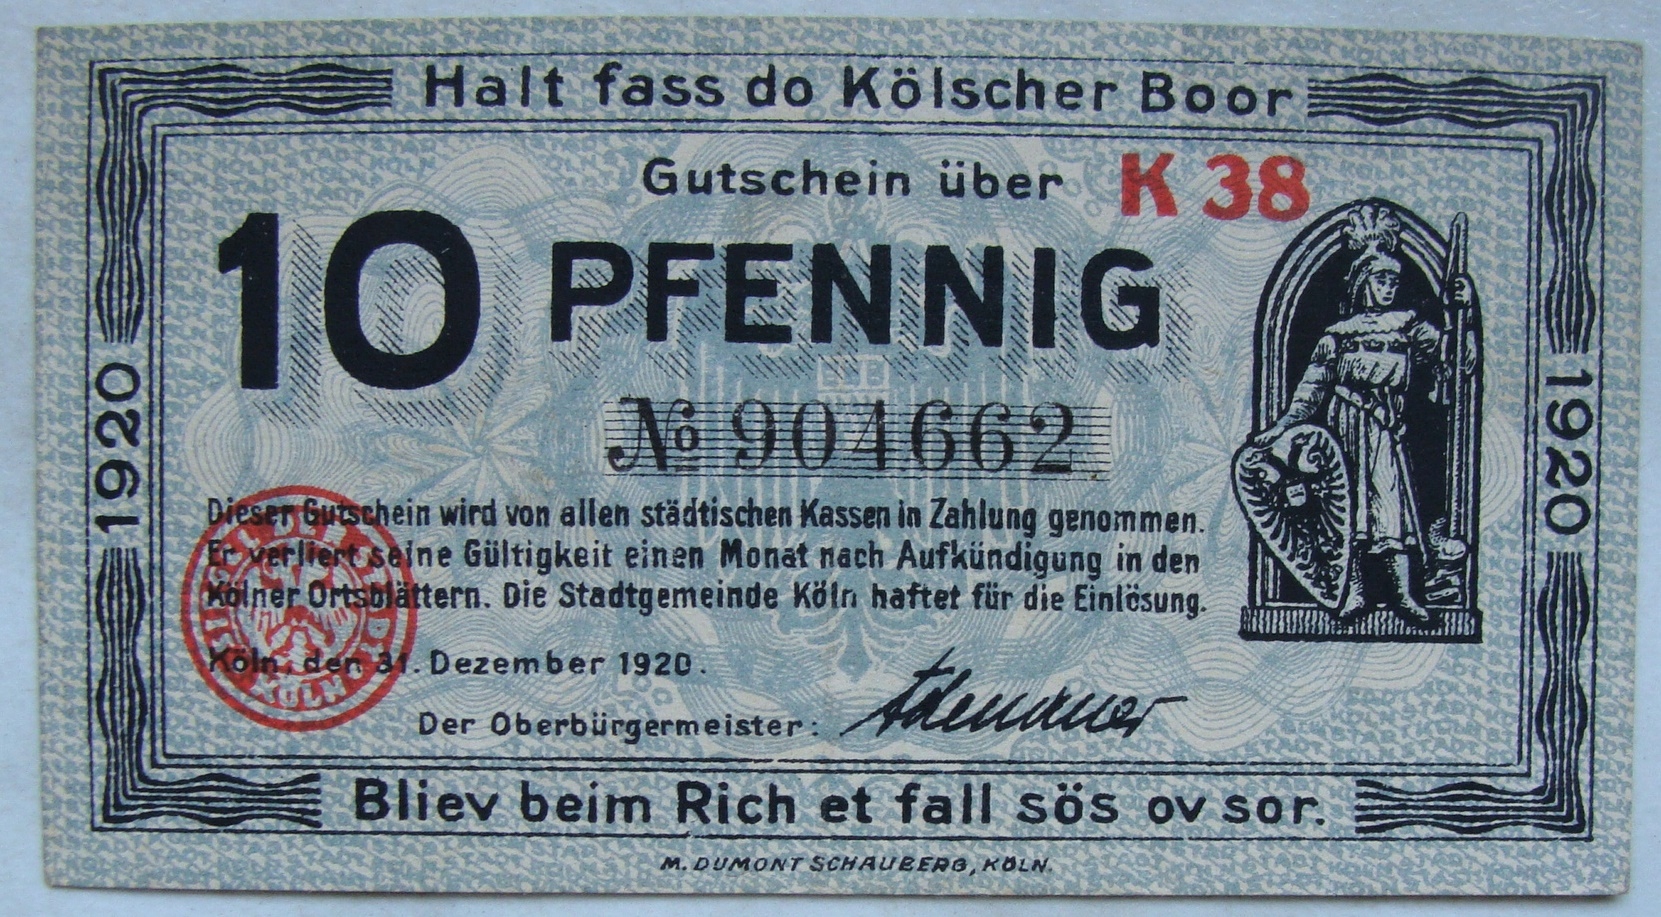 Halt fass do Kölscher Boor
Gutschein über K 38
10 PFENNIG
1920
1920
№ 904662
Dieser Gutschein wird von allen städtischen Kassen in Zahlung genommen.
Er verliert seine Gültigkeit einen Monat nach Aufkündigung in den
Kölner Ortsblättern. Die Stadtgemeinde Köln haftet für die Einlösung.
Köln, den 31. Dezember 1920.
KÖLN
Der Oberbürgermeister: Adenauer
Bliev beim Rich et fall sös ov sor.
M. DUMONT SCHAUBERG, KÖLN.